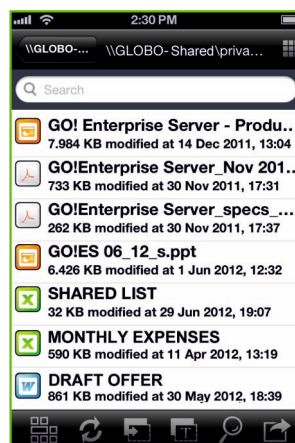 2:30 PM
\\GLOBO-...
\\GLOBO-Shared\priva...
Search
GO! Enterprise Server - Produ..
7.984 KB modified at 14 Dec 2011, 13:04
GO!Enterprise Server_Nov 201..
733 KB modified at 30 Nov 2011, 17:31
GO!Enterprise Server_specs_...
262 KB modified at 30 Nov 2011, 17:37
GO!ES 06_12_s.ppt
6.426 KB modified at 1 Jun 2012, 12:32
SHARED LIST
32 KB modified at 29 Jun 2012, 19:07
MONTHLY EXPENSES
590 KB modified at 11 Apr 2012, 13:19
DRAFT OFFER
861 KB modified at 30 May 2012, 18:39